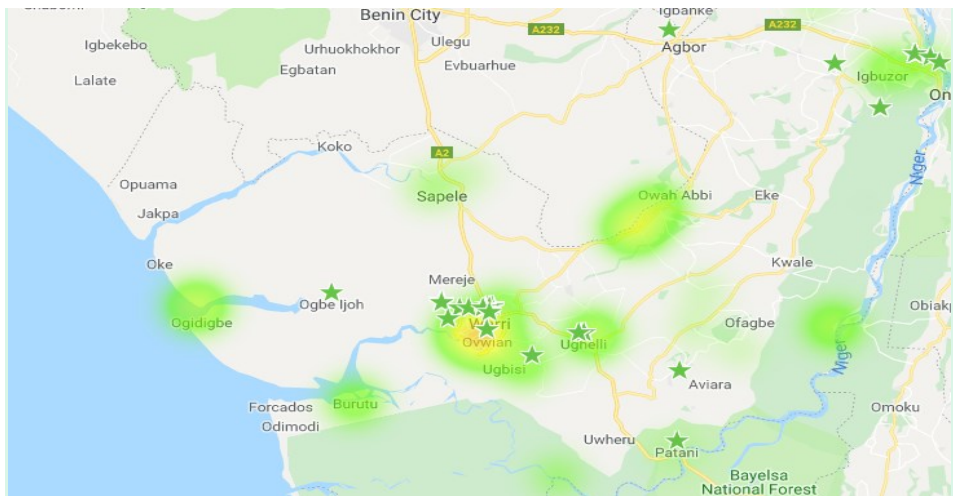 Benin City
Igbanke
A232
A232
Igbekebo
Urhuokhokhor
Ulegu
Agbor
Egbatan
Evbuarhue
Igbuzor
Lalate
On
Koko
A2
Niger
Opuama
Sapele
Owah Abbi
Eke
Jakpa
Oke
Kwale
Mereje
Ogbe Ijoh
Obiakp
Ogidigbe
Warri
Ofagbe
Ovwian
Ughelli
Ugbisi
Niger
Aviara
Forcados
Burutu
Omoku
Odimodi
Uwheru
Patani
Bayelsa
National Forest